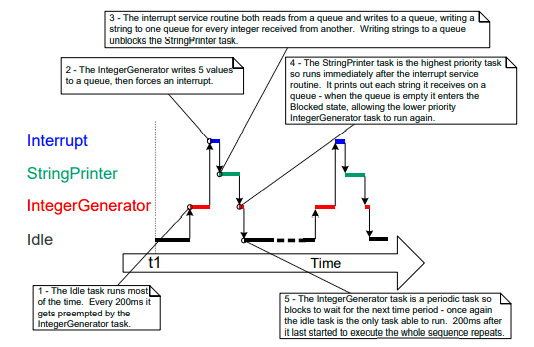 3 - The interrupt service routine both reads from a queue and writes to a queue, writing a
string to one queue for every integer received from another.  Writing strings to a queue
unblocks the StringPrinter task.
2 - The IntegerGenerator writes 5 values
to a queue, then forces an interrupt.
4 - The StringPrinter task is the highest priority task
so runs immediately after the interrupt service
routine.  It prints out each string it receives on a
queue - when the queue is empty it enters the
Blocked state, allowing the lower priority
IntegerGenerator task to run again.
Interrupt
StringPrinter
IntegerGenerator
Idle
t1
Time
1 - The Idle task runs most
of the time.  Every 200ms it
gets preempted by the
IntegerGenerator task.
5 - The IntegerGenerator task is a periodic task so
blocks to wait for the next time period - once again
the idle task is the only task able to run.  200ms after
it last started to execute the whole sequence repeats.